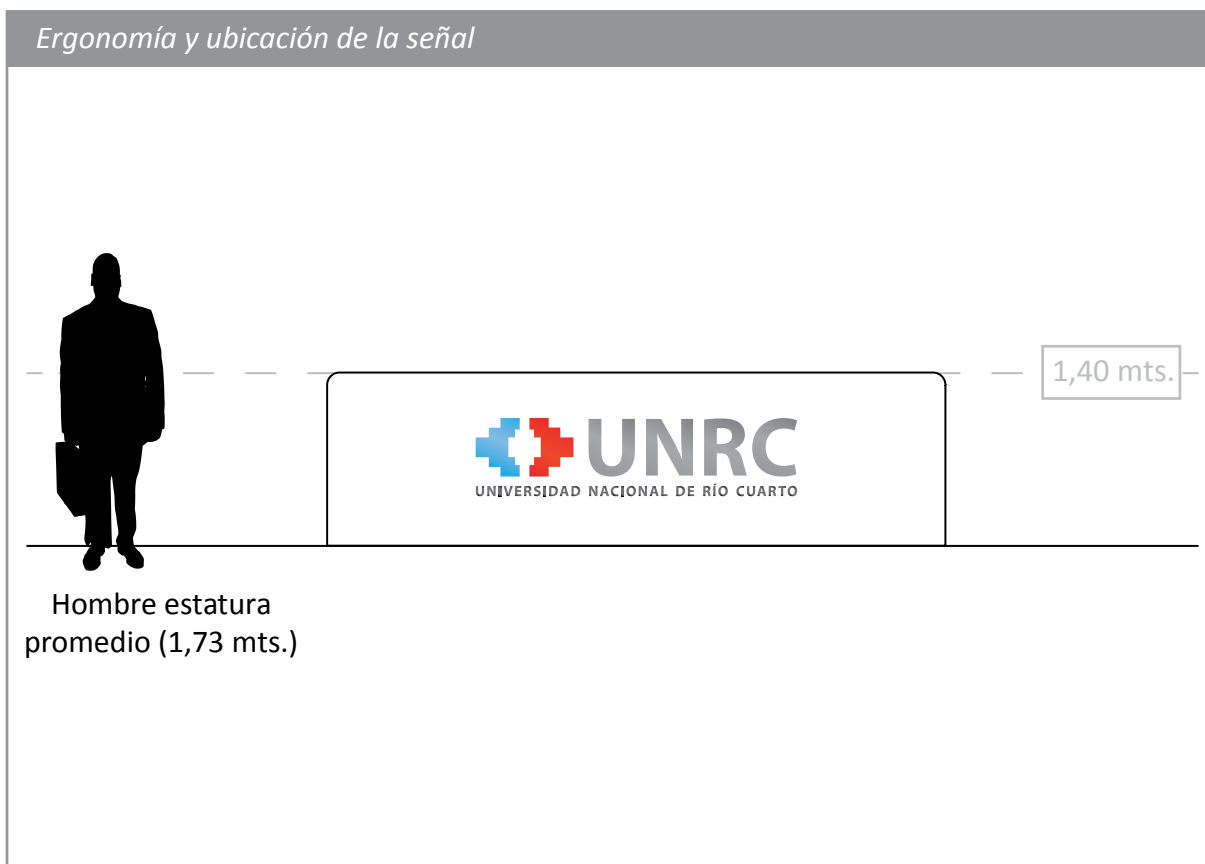 Ergonomía y ubicación de la señal
1,40 mts.
UNRC
UNIVERSIDAD NACIONAL DE RÍO CUARTO
Hombre estatura
promedio (1,73 mts.)